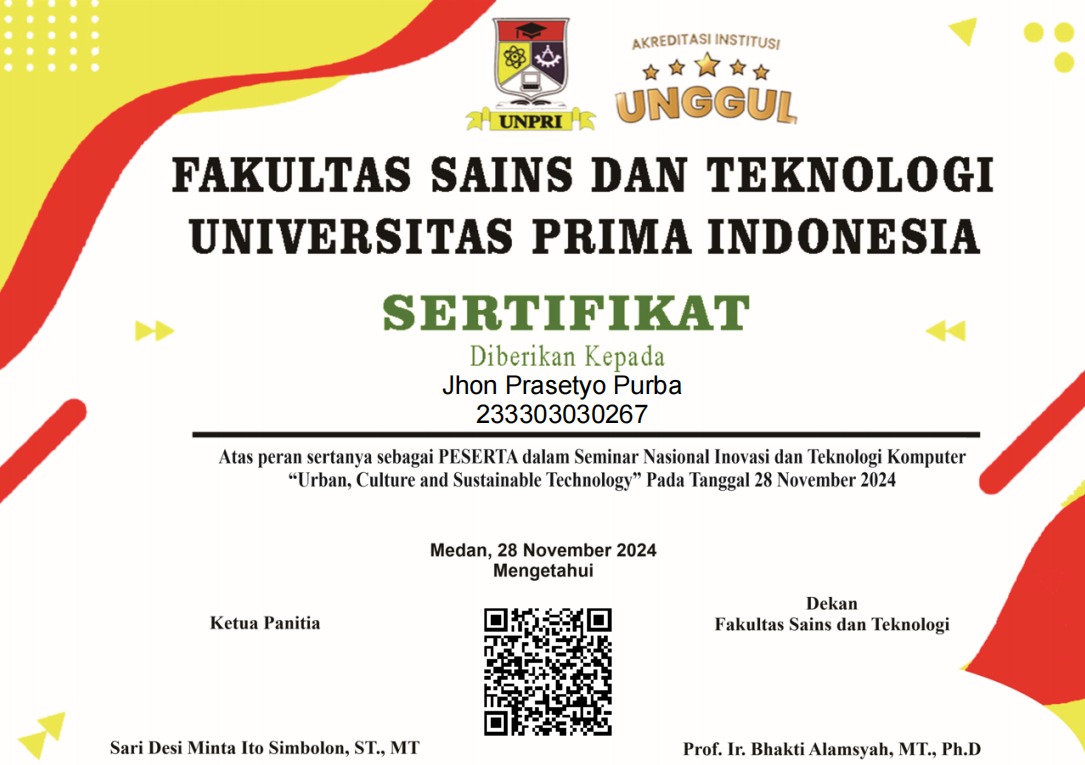 UNPRI
AKREDITASI INSTITUSI
UNGGUL
FAKULTAS SAINS DAN TEKNOLOGI
UNIVERSITAS PRIMA INDONESIA
SERTIFIKAT
Diberikan Kepada
Jhon Prasetyo Purba
233303030267
Atas peran sertanya sebagai PESERTA dalam Seminar Nasional Inovasi dan Teknologi Komputer
“Urban, Culture and Sustainable Technology” Pada Tanggal 28 November 2024
Medan, 28 November 2024
Mengetahui
Ketua Panitia
Dekan
Fakultas Sains dan Teknologi
Sari Desi Minta Ito Simbolon, ST., MT
Prof. Ir. Bhakti Alamsyah, MT., Ph.D